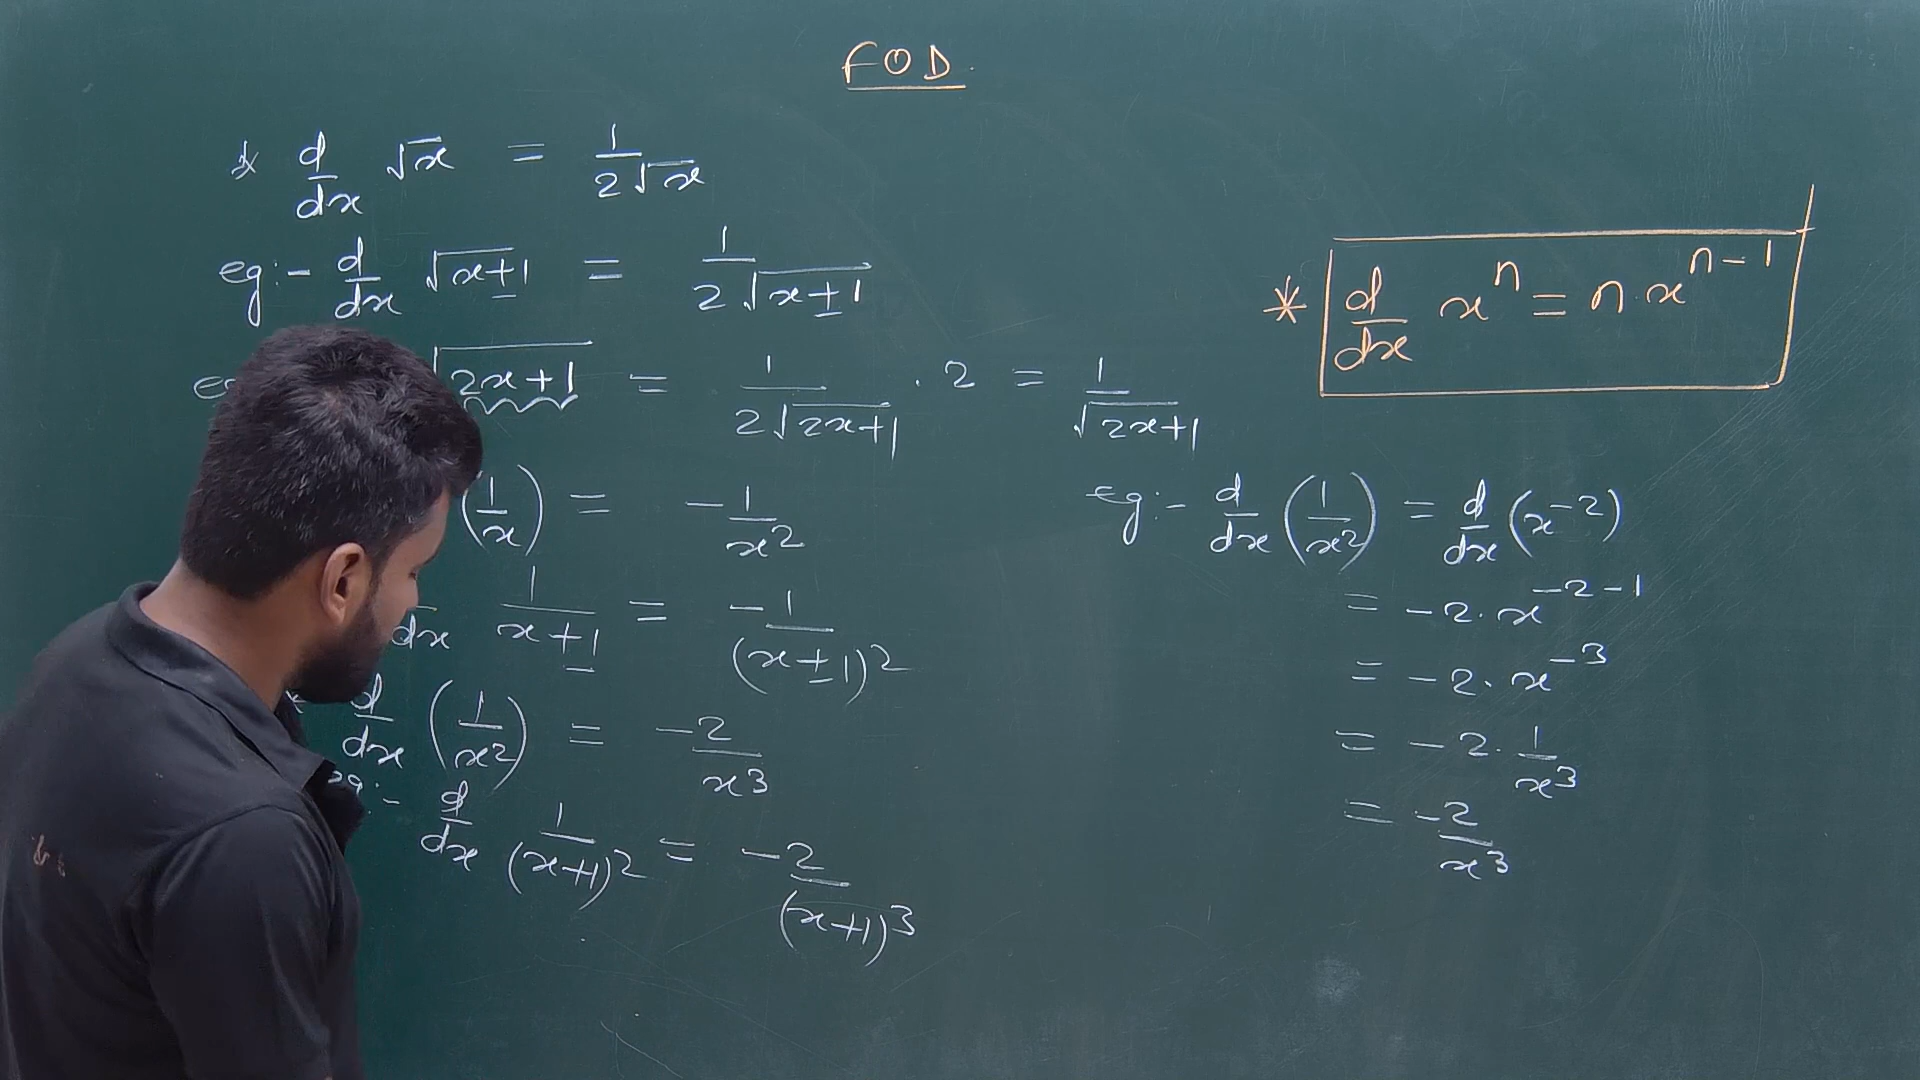 FOD.
* d/dx √x = 1/2√x
eg:- d/dx √x+1 = 1/2√x+1
√2x+1 = 1/2√2x+1 . 2 = 1/√2x+1
(1/x) = -1/x²
dx 1/x+1 = -1/(x+1)²
d/dx (1/x²) = -2/x³
eg:- d/dx 1/(x+1)² = -2/(x+1)³
* d/dx xⁿ = n.xⁿ⁻¹
eg:- d/dx (1/x²) = d/dx (x⁻²)
= -2.x⁻²⁻¹
= -2.x⁻³
= -2.1/x³
= -2/x³